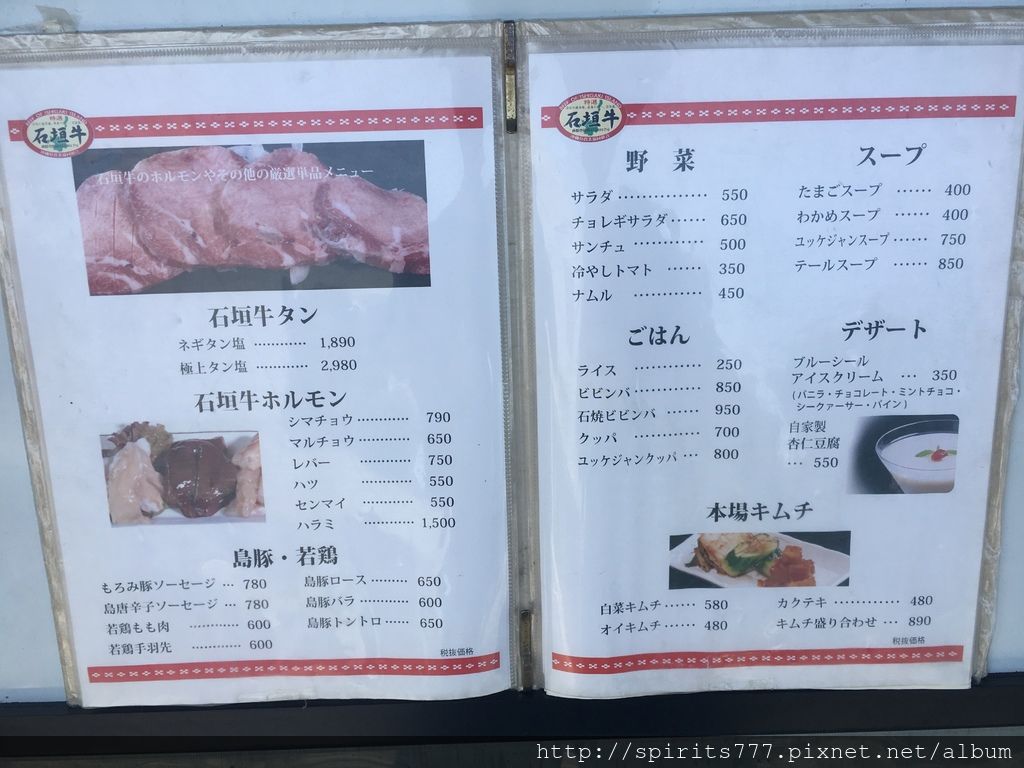 特選
石垣牛
石垣牛のホルモンやその他の厳選単品メニュー
石垣牛タン
ネギタン塩 ………… 1,890
極上タン塩 ………… 2,980
石垣牛ホルモン
シマチョウ ………… 790
マルチョウ ………… 650
レバー ………… 750
ハツ ………… 550
センマイ ………… 550
ハラミ ………… 1,500
島豚・若鶏
もろみ豚ソーセージ … 780
島唐辛子ソーセージ … 780
若鶏もも肉 ………… 600
若鶏手羽先 ………… 600
島豚ロース ……… 650
島豚バラ ……… 600
島豚トントロ ……… 650
税抜価格
特選
石垣牛
野菜
サラダ …………… 550
チョレギサラダ …… 650
サンチュ ………… 500
冷やしトマト …… 350
ナムル ………… 450
スープ
たまごスープ …… 400
わかめスープ …… 400
ユッケジャンスープ …… 750
テールスープ …… 850
ごはん
ライス ………… 250
ビビンバ ………… 850
石焼ビビンバ …… 950
クッパ ………… 700
ユッケジャンクッパ … 800
デザート
ブルーシール
アイスクリーム … 350
(バニラ・チョコレート・ミントチョコ・
シークァーサー・パイン)
自家製
杏仁豆腐
… 550
本場キムチ
白菜キムチ …… 580
オイキムチ …… 480
カクテキ ………… 480
キムチ盛り合わせ … 890
税抜価格
http://spirits777.pixnet.net/album